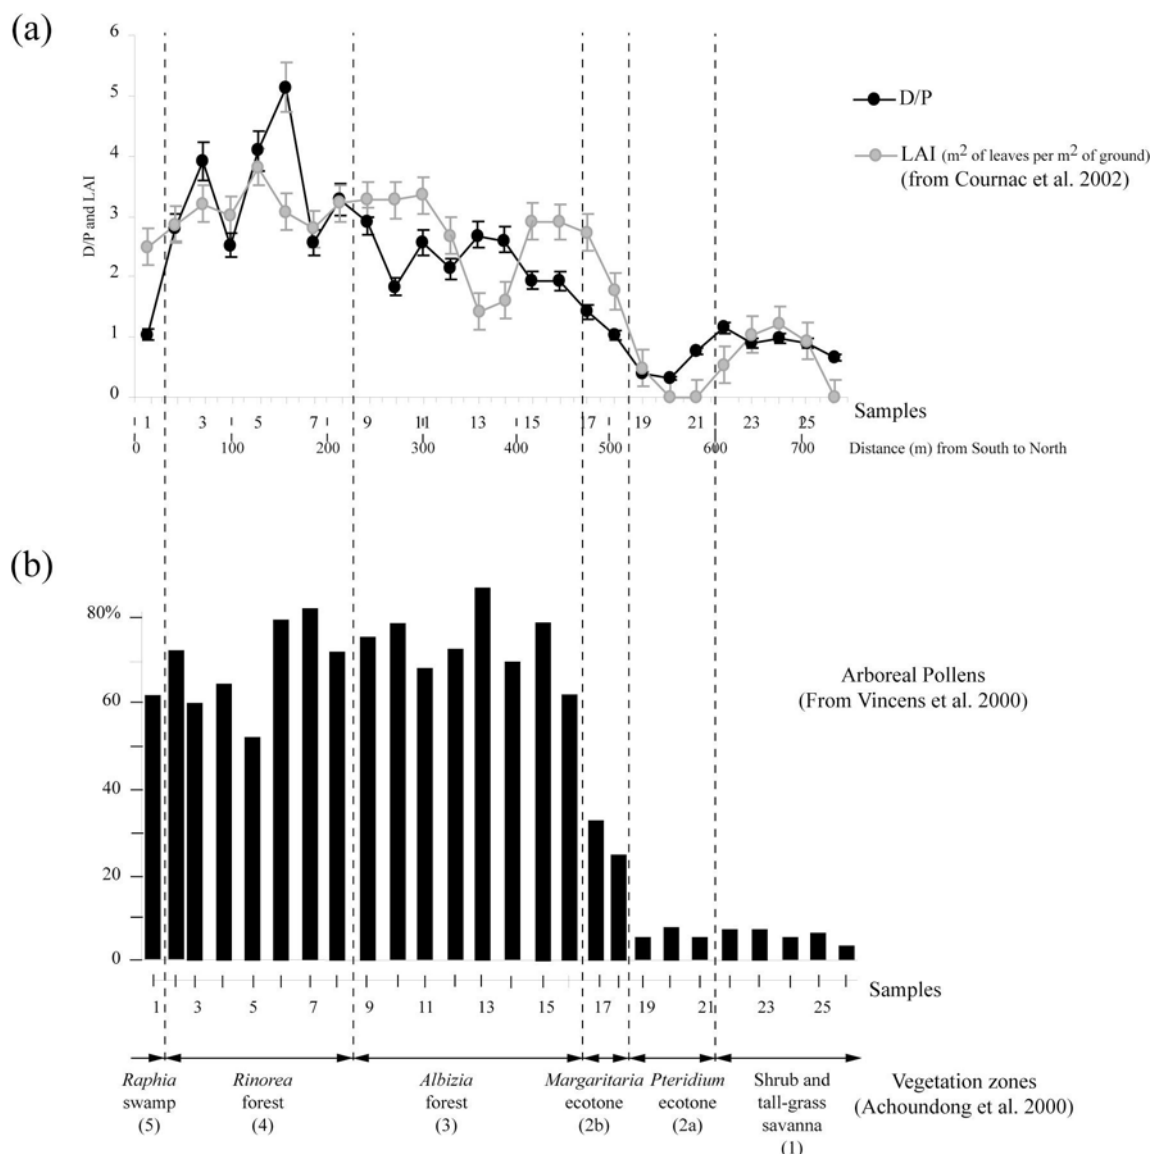 (a)
6
5
4
3
2
1
0
D/P and LAI
D/P
LAI (m² of leaves per m² of ground)
(from Cournac et al. 2002)
1 3 5 7 9 11 13 15 17 19 21 23 25 Samples
0 100 200 300 400 500 600 700 Distance (m) from South to North
(b)
80%
60
40
20
0
Arboreal Pollens
(From Vincens et al. 2000)
1 3 5 7 9 11 13 15 17 19 21 23 25 Samples
Raphia
swamp
(5)
Rinorea
forest
(4)
Albizia
forest
(3)
Margaritaria
ecotone
(2b)
Pteridium
ecotone
(2a)
Shrub and
tall-grass
savanna
(1)
Vegetation zones
(Achoundong et al. 2000)